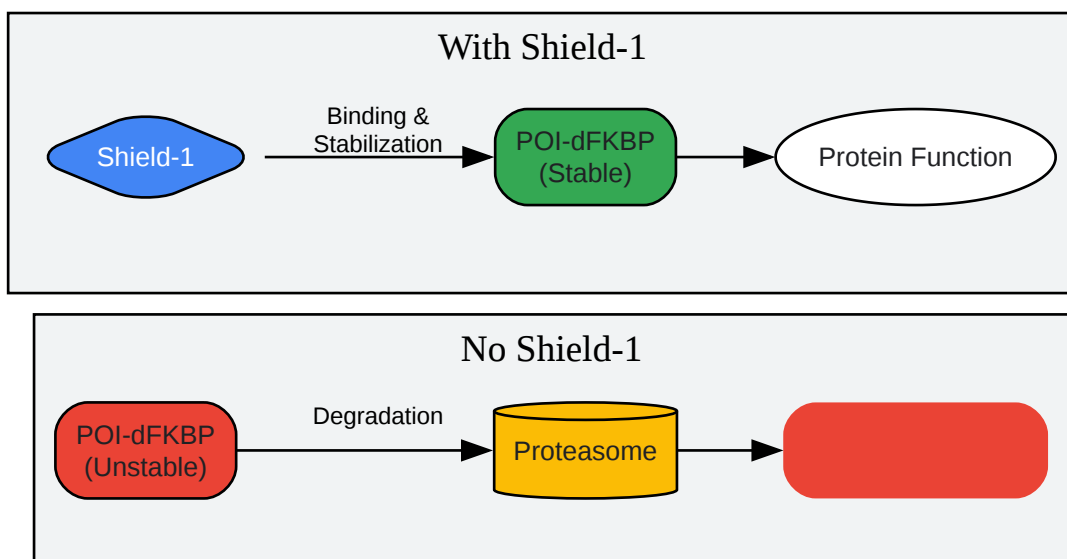 With Shield-1
Shield-1
Binding &
Stabilization
POI-dFKBP
(Stable)
Protein Function
No Shield-1
POI-dFKBP
(Unstable)
Degradation
Proteasome